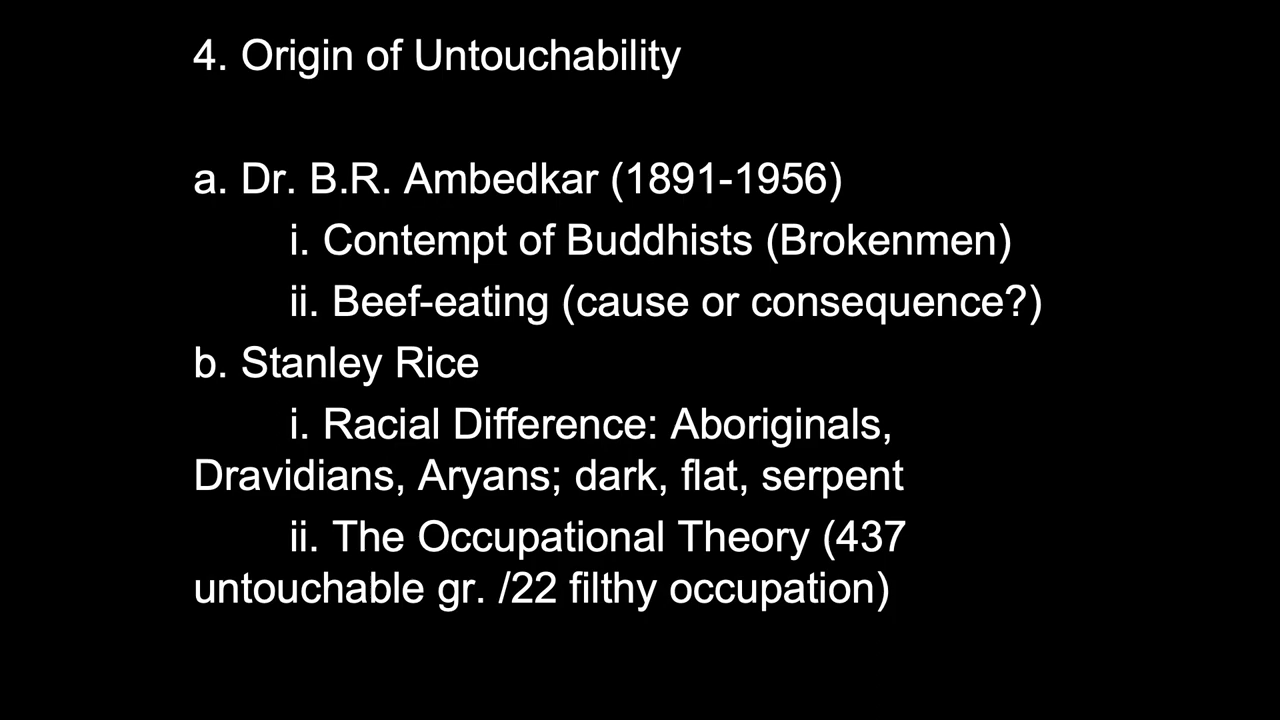 4. Origin of Untouchability
a. Dr. B.R. Ambedkar (1891-1956)
i. Contempt of Buddhists (Brokenmen)
ii. Beef-eating (cause or consequence?)
b. Stanley Rice
i. Racial Difference: Aboriginals,
Dravidians, Aryans; dark, flat, serpent
ii. The Occupational Theory (437
untouchable gr. /22 filthy occupation)